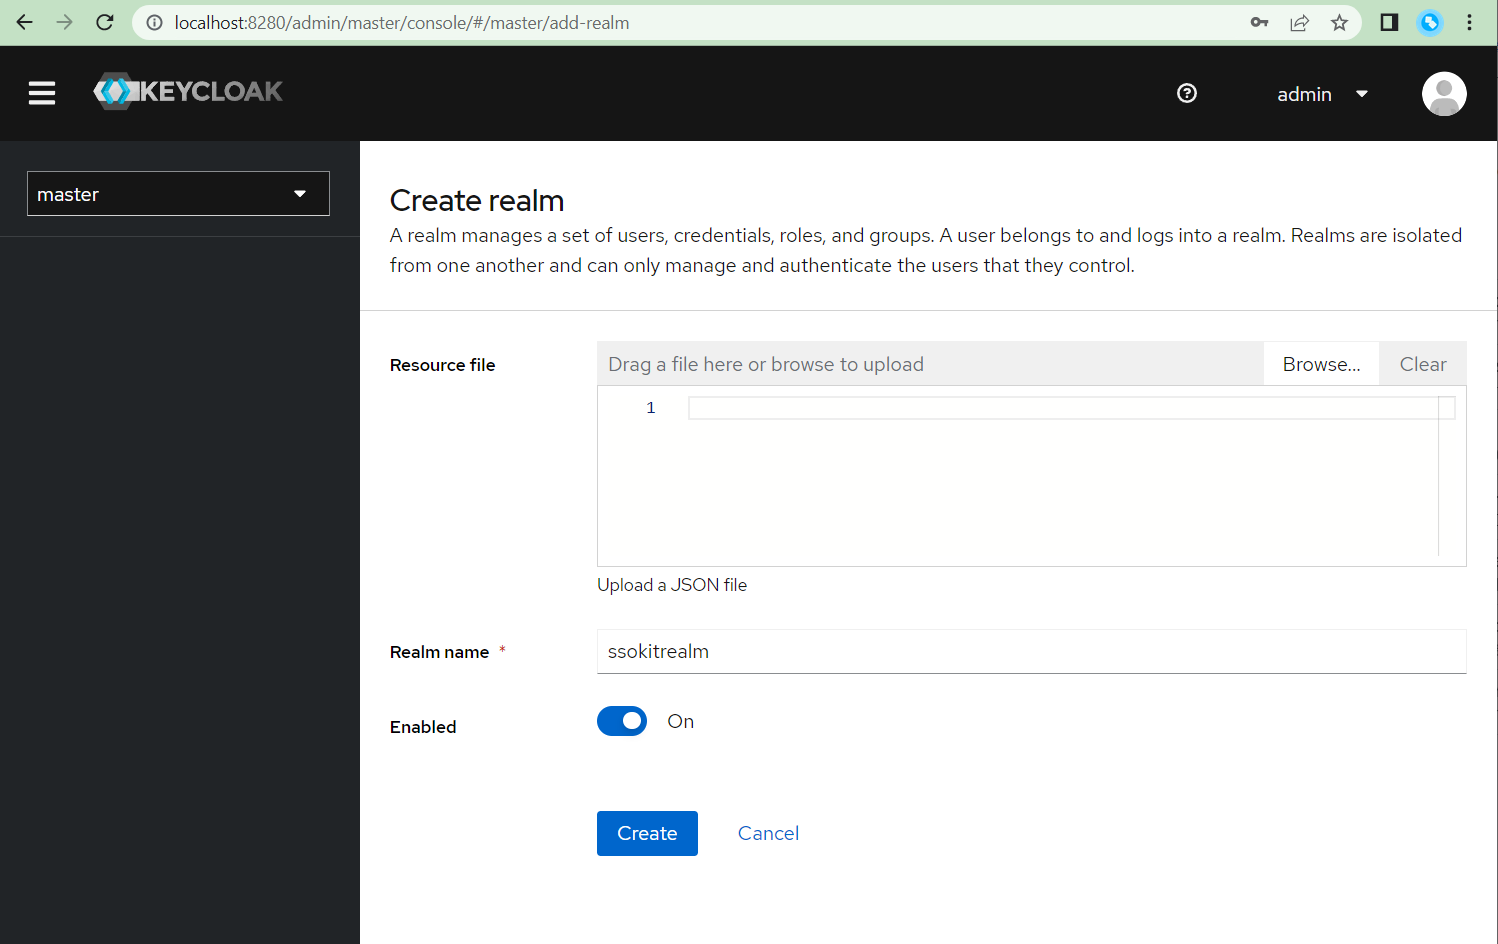 localhost:8280/admin/master/console/#/master/add-realm
KEYCLOAK
admin
master
Create realm
A realm manages a set of users, credentials, roles, and groups. A user belongs to and logs into a realm. Realms are isolated
from one another and can only manage and authenticate the users that they control.
Resource file
Drag a file here or browse to upload
Browse...
Clear
1
Upload a JSON file
Realm name *
ssokitrealm
Enabled
On
Create
Cancel